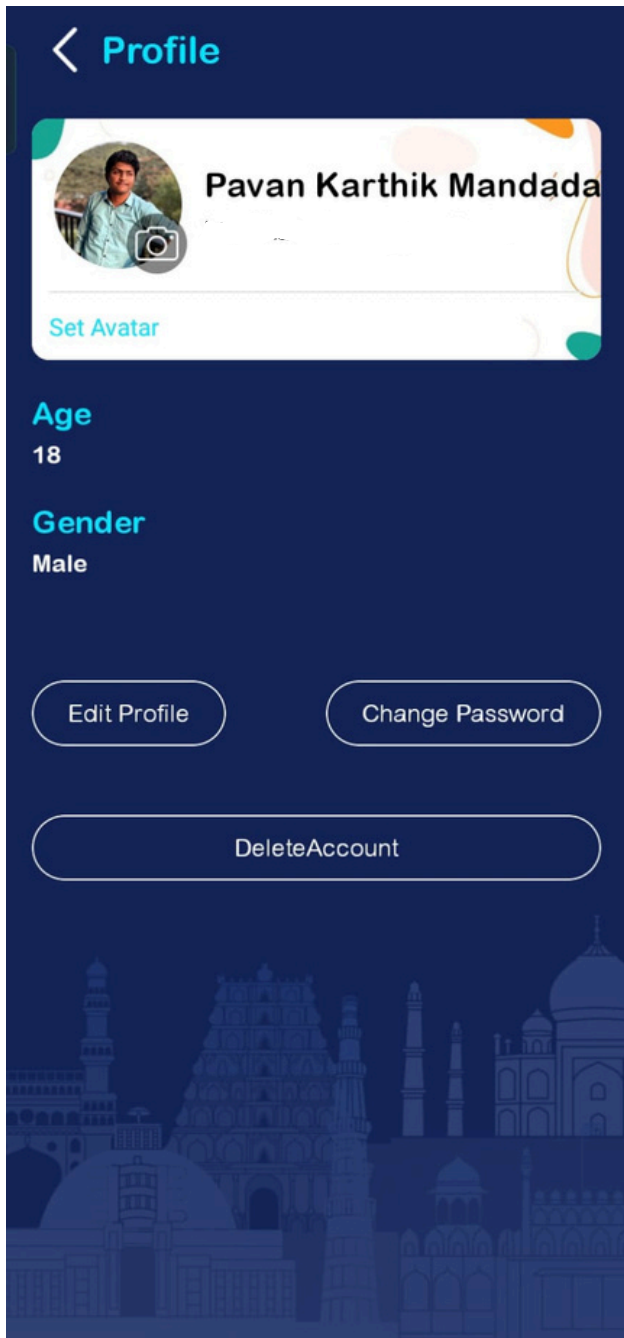 Profile
Pavan Karthik Mandada
Set Avatar
Age
18
Gender
Male
Edit Profile
Change Password
DeleteAccount